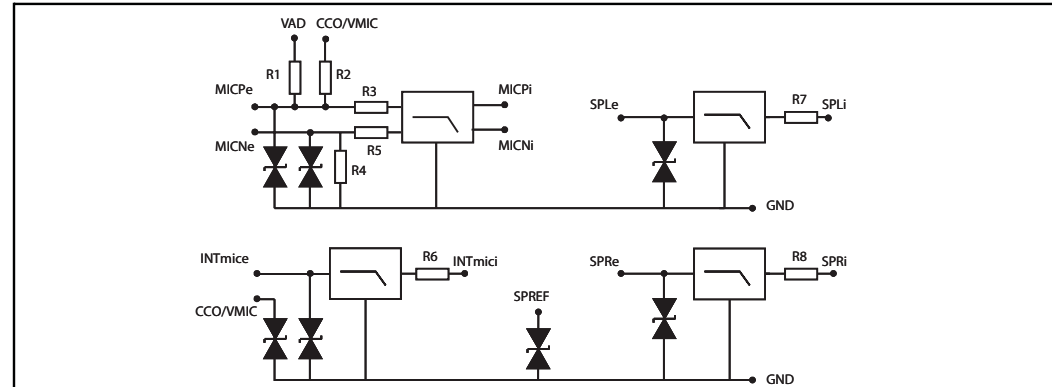 VAD CCO/VMIC
R1 R2
MICPe R3 MICPi
MICNe R5 MICNi
R4
SPLe R7 SPLi
GND
INTmice R6 INTmici
CCO/VMIC
SPREF
SPRe R8 SPRi
GND